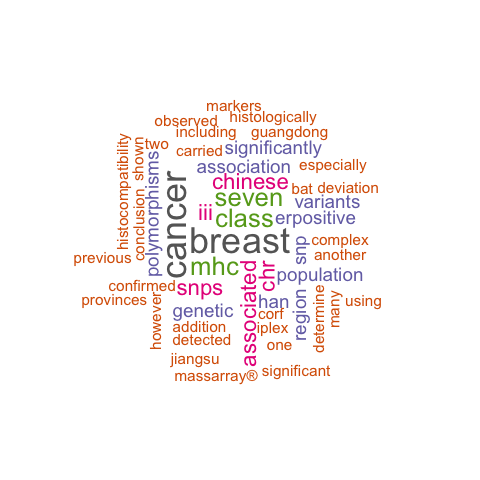 markers
observed histologically
including guangdong
two
carried significantly
histocompatibility
conclusion shown
polymorphisms
association especially
cancer
chinese
seven bat deviation
iii class variants
erpositive
breast complex
snp
previous another
mhc chr population
associated
confirmed snps
provinces han region determine many using
however genetic corf
addition iplex
detected one
jiangsu
massarray® significant